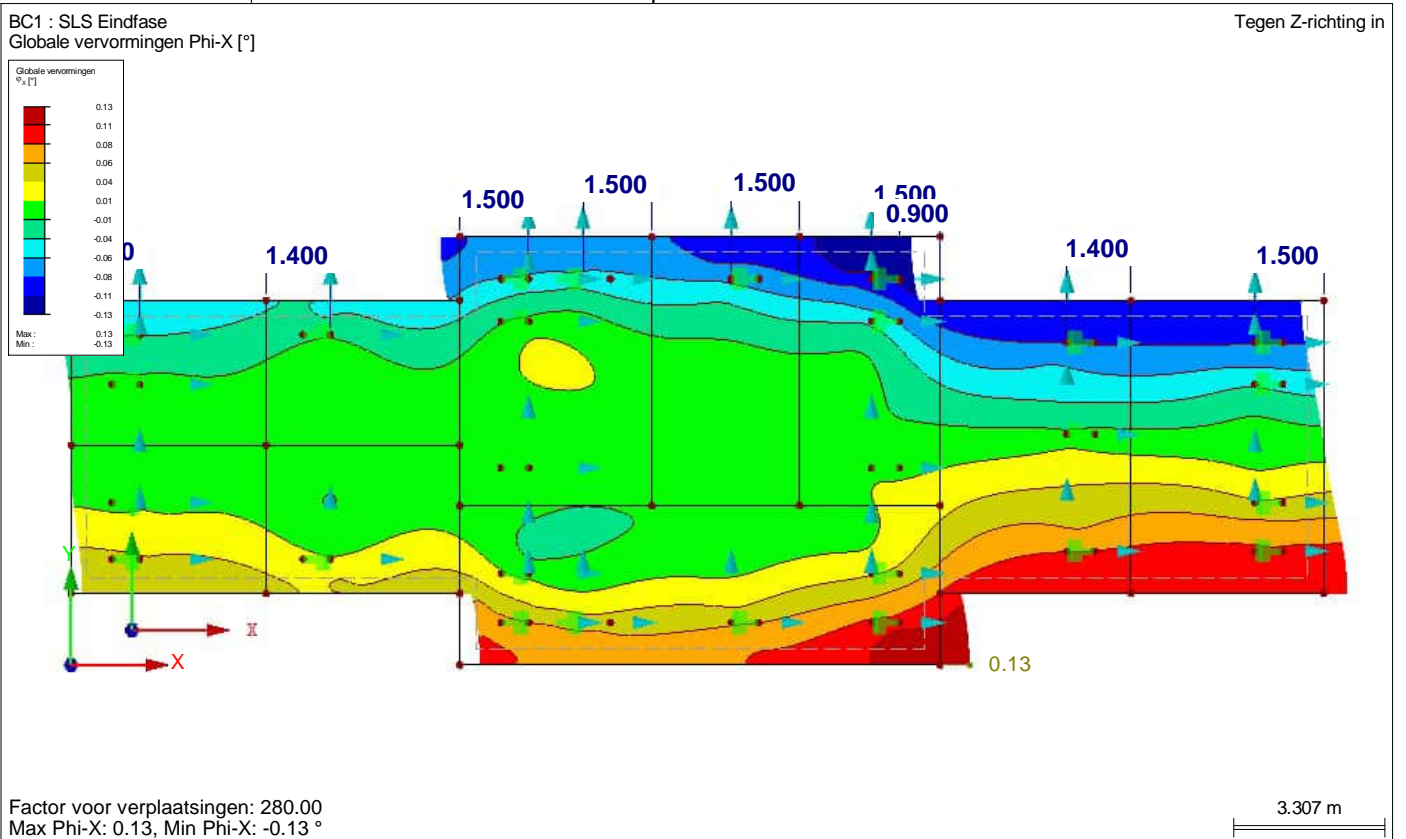 BC1 : SLS Eindfase
Globale vervormingen Phi-X [°]
Tegen Z-richting in
Globale vervormingen
φX [°]
0.13
0.11
0.08
0.06
0.04
0.01
-0.01
-0.04
-0.06
-0.08
-0.11
-0.13
Max : 0.13
Min : -0.13
1.500
1.500
1.500
1.500
0.900
0
1.400
1.400
1.500
Y
X
X
0.13
Factor voor verplaatsingen: 280.00
Max Phi-X: 0.13, Min Phi-X: -0.13 °
3.307 m